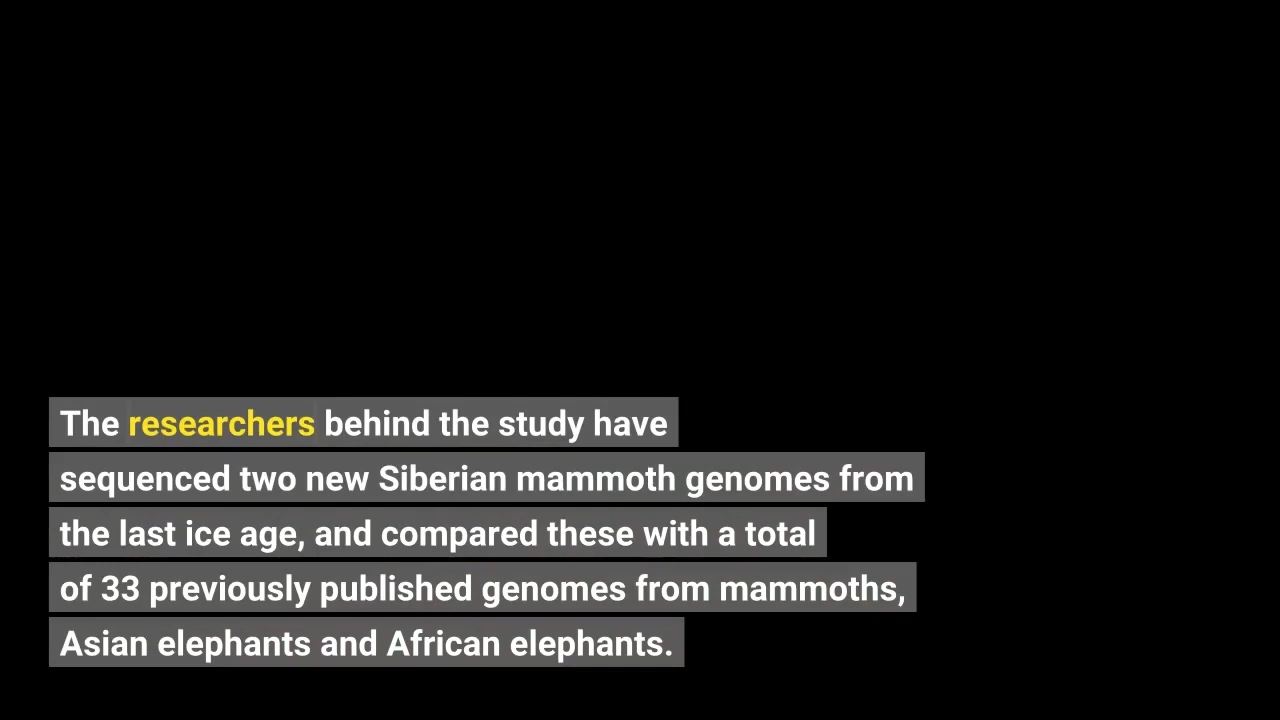 The researchers behind the study have
sequenced two new Siberian mammoth genomes from
the last ice age, and compared these with a total
of 33 previously published genomes from mammoths,
Asian elephants and African elephants.